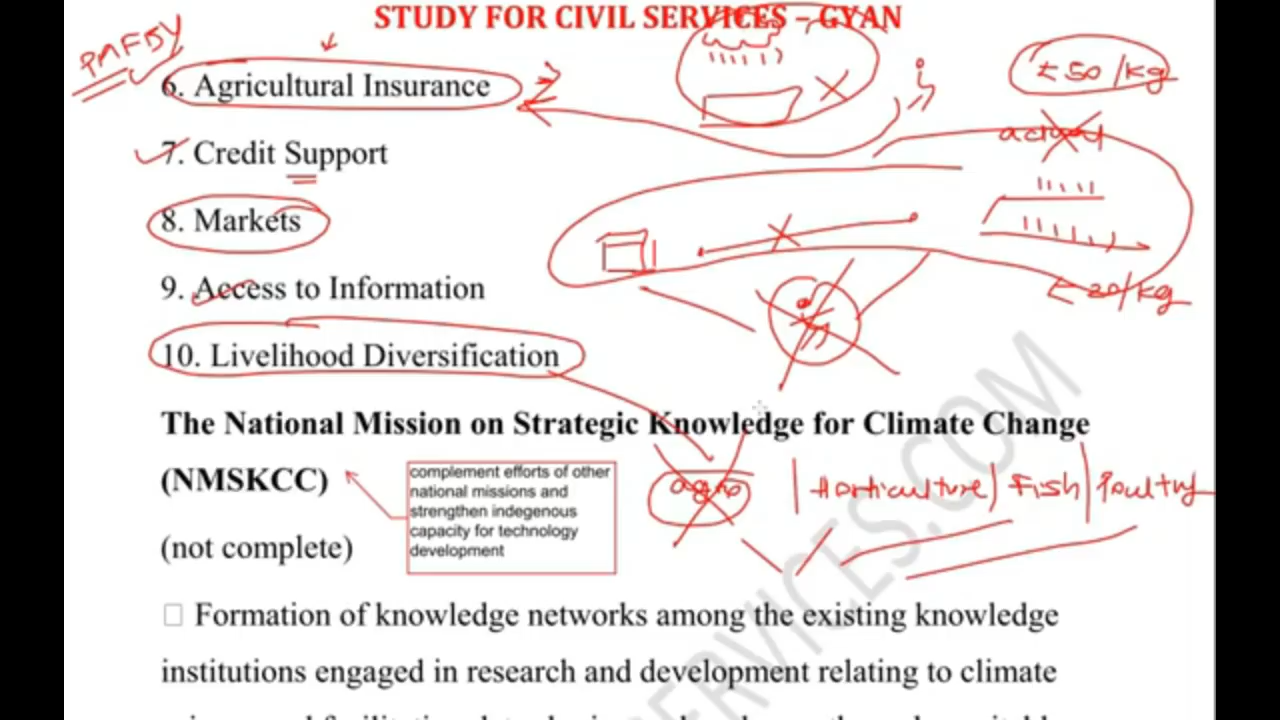 STUDY FOR CIVIL SERVICES – GYAN
PMFBY
6. Agricultural Insurance
₹50/kg
7. Credit Support
8. Markets
9. Access to Information
₹20/kg
10. Livelihood Diversification
The National Mission on Strategic Knowledge for Climate Change
(NMSKCC)
complement efforts of other
national missions and
strengthen indegenous
capacity for technology
development
agro | Horticulture | Fish | Poultry
(not complete)
Formation of knowledge networks among the existing knowledge
institutions engaged in research and development relating to climate
SERVICES.COM